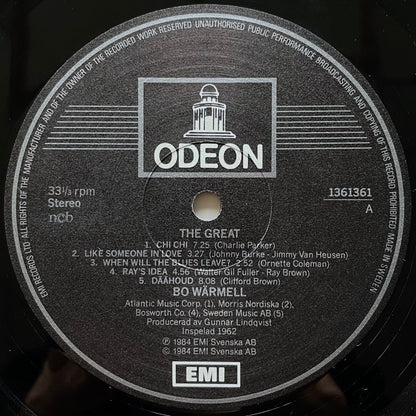 EMI RECORDS LTD ALL RIGHTS OF THE MANUFACTURER AND OF THE OWNER OF THE RECORDED WORK RESERVED UNAUTHORISED PUBLIC PERFORMANCE BROADCASTING AND COPYING OF THIS RECORD PROHIBITED MADE IN SWEDEN
ODEON
33⅓ rpm
Stereo
ncb
1361361
A
THE GREAT
1. CHI CHI 7.25 (Charlie Parker)
2. LIKE SOMEONE IN LOVE 3.27 (Johnny Burke - Jimmy Van Heusen)
3. WHEN WILL THE BLUES LEAVE? 2.52 (Ornette Coleman)
4. RAY'S IDEA 4.56 (Walter Gil Fuller - Ray Brown)
5. DÄÄHOUD 8.08 (Clifford Brown)
BO WÄRMELL
Atlantic Music Corp. (1), Morris Nordiska (2),
Bosworth Co. (4), Sweden Music AB (5)
Producerad av Gunnar Lindqvist
Inspelad 1962
℗ 1984 EMI Svenska AB
© 1984 EMI Svenska AB
EMI